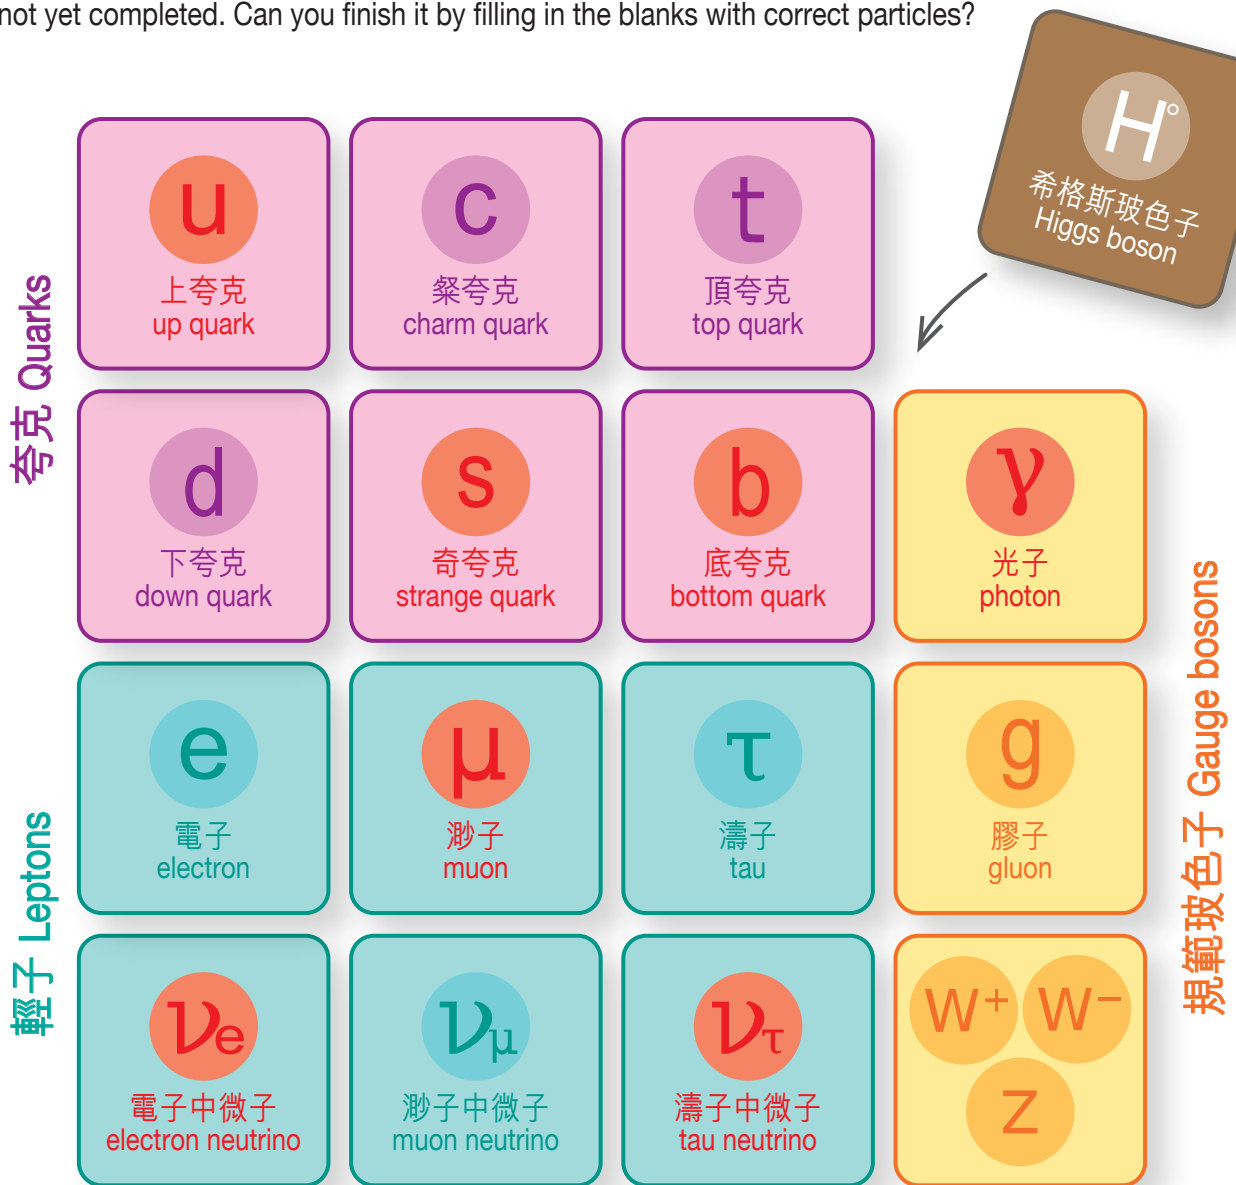 not yet completed. Can you finish it by filling in the blanks with correct particles?
H°
希格斯玻色子
Higgs boson
夸克 Quarks
u
上夸克
up quark
c
粲夸克
charm quark
t
頂夸克
top quark
d
下夸克
down quark
s
奇夸克
strange quark
b
底夸克
bottom quark
γ
光子
photon
輕子 Leptons
e
電子
electron
μ
渺子
muon
τ
濤子
tau
g
膠子
gluon
規範玻色子 Gauge bosons
νe
電子中微子
electron neutrino
νμ
渺子中微子
muon neutrino
ντ
濤子中微子
tau neutrino
W+ W−
Z